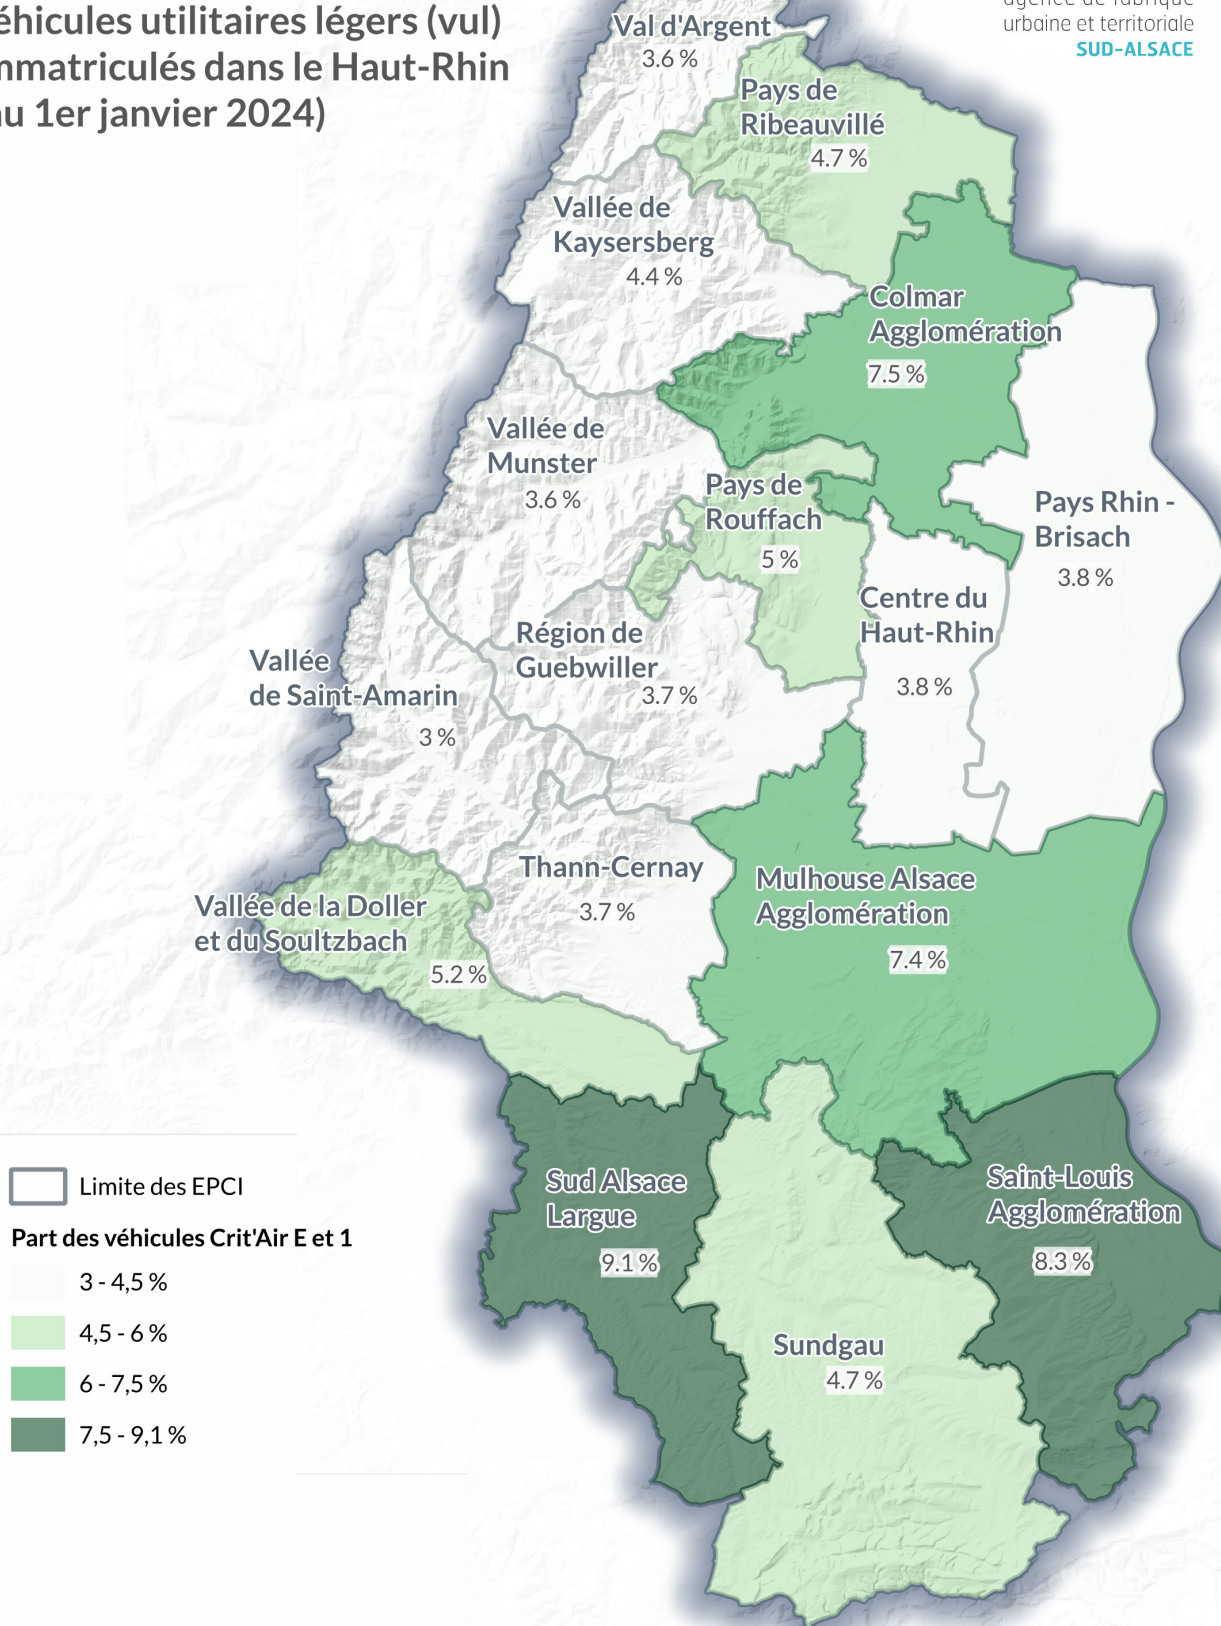 éhicules utilitaires légers (vul)
mmatriculés dans le Haut-Rhin
au 1er janvier 2024)
agence de fabrique
urbaine et territoriale
SUD-ALSACE
Val d'Argent
3.6 %
Pays de
Ribeauvillé
4.7 %
Vallée de
Kaysersberg
4.4 %
Colmar
Agglomération
7.5 %
Vallée de
Munster
3.6 %
Pays de
Rouffach
5 %
Pays Rhin -
Brisach
3.8 %
Centre du
Haut-Rhin
3.8 %
Région de
Guebwiller
3.7 %
Vallée
de Saint-Amarin
3 %
Thann-Cernay
3.7 %
Mulhouse Alsace
Agglomération
7.4 %
Vallée de la Doller
et du Soultzbach
5.2 %
Sud Alsace
Largue
9.1 %
Saint-Louis
Agglomération
8.3 %
Sundgau
4.7 %
Limite des EPCI
Part des véhicules Crit'Air E et 1
3 - 4,5 %
4,5 - 6 %
6 - 7,5 %
7,5 - 9,1 %